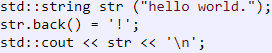 std::string str ("hello world.");
str.back() = '!';
std::cout << str << '\n';